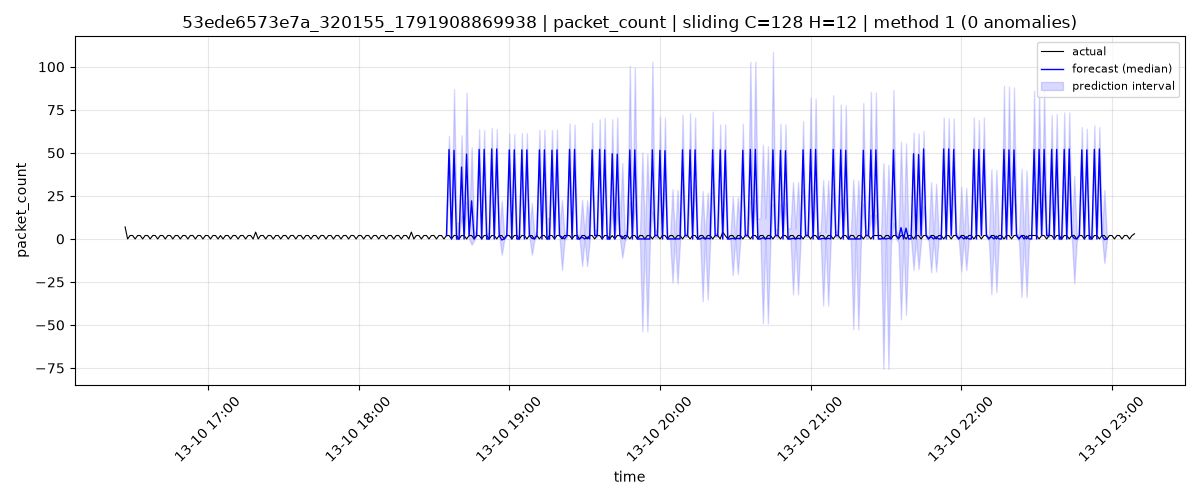 53ede6573e7a_320155_1791908869938 | packet_count | sliding C=128 H=12 | method 1 (0 anomalies)
actual
forecast (median)
prediction interval
packet_count
100
75
50
25
0
−25
−50
−75
13-10 17:00
13-10 18:00
13-10 19:00
13-10 20:00
13-10 21:00
13-10 22:00
13-10 23:00
time